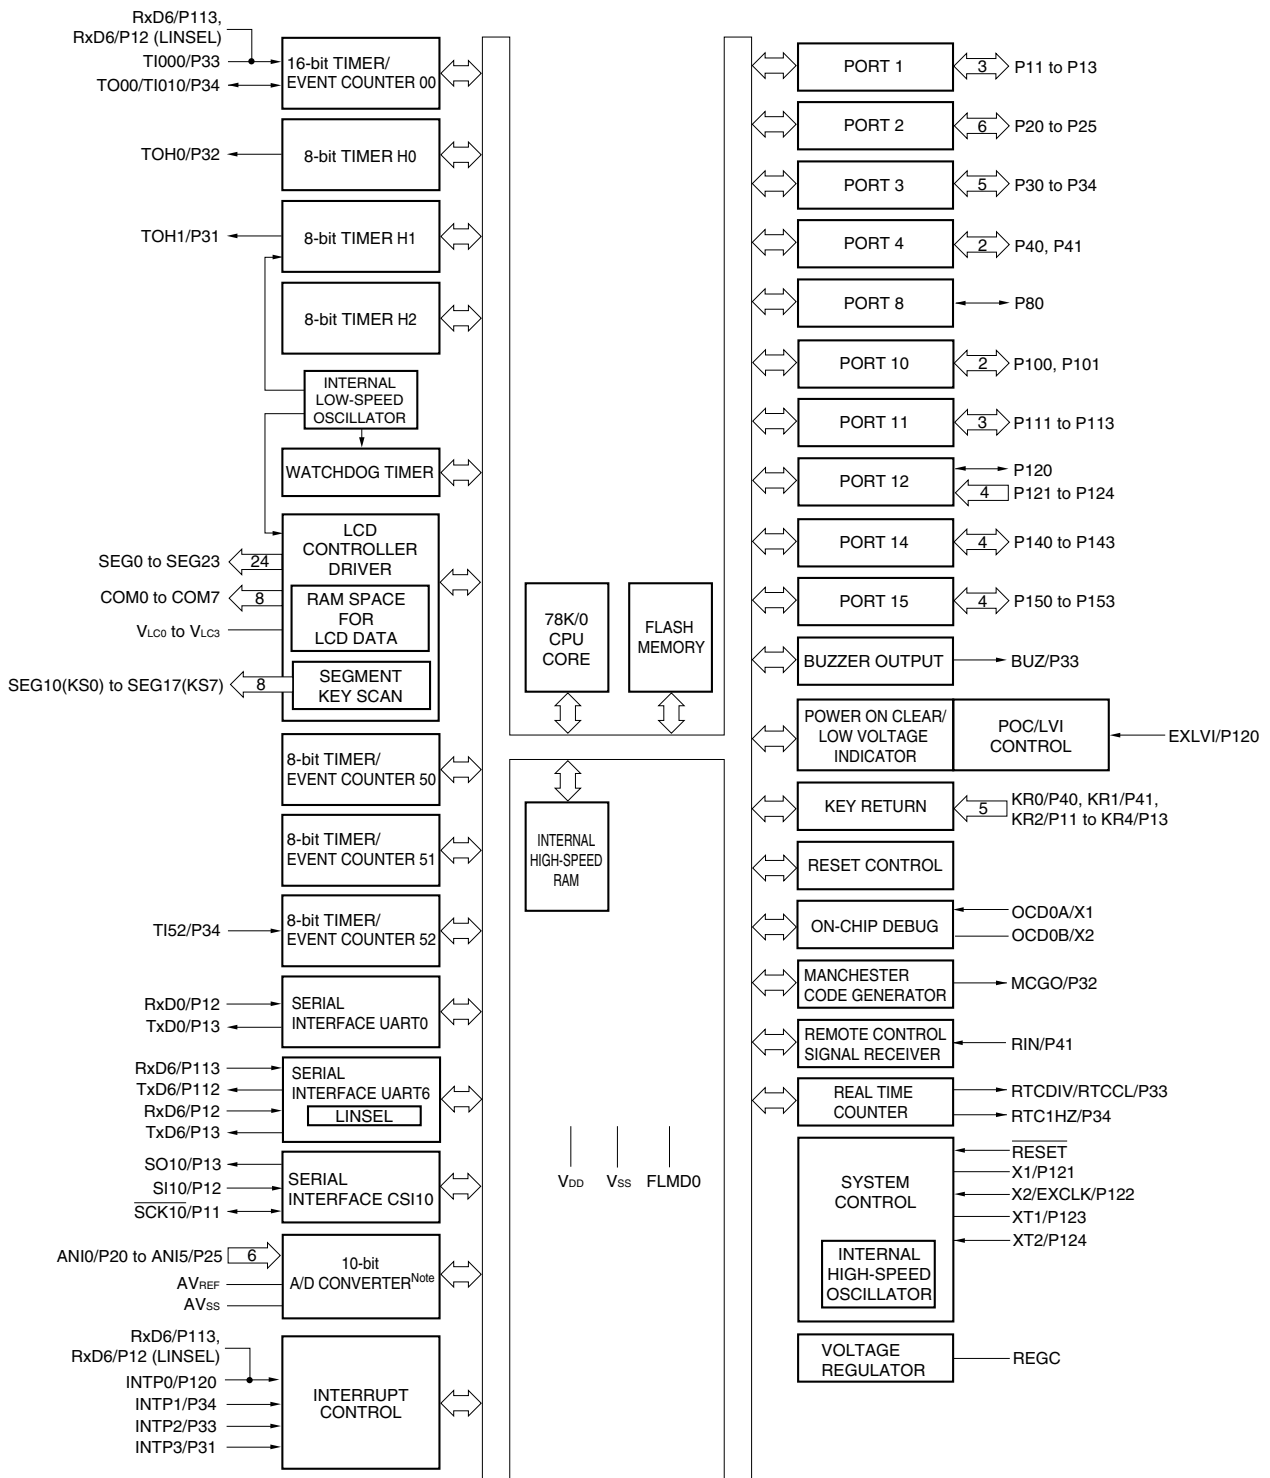 RxD6/P113,
RxD6/P12 (LINSEL)
TI000/P33
TO00/TI010/P34
16-bit TIMER/
EVENT COUNTER 00
TOH0/P32
8-bit TIMER H0
TOH1/P31
8-bit TIMER H1
8-bit TIMER H2
INTERNAL
LOW-SPEED
OSCILLATOR
WATCHDOG TIMER
LCD
CONTROLLER
DRIVER
SEG0 to SEG23
24
COM0 to COM7
8
RAM SPACE
FOR
LCD DATA
VLC0 to VLC3
SEG10(KS0) to SEG17(KS7)
8
SEGMENT
KEY SCAN
8-bit TIMER/
EVENT COUNTER 50
8-bit TIMER/
EVENT COUNTER 51
TI52/P34
8-bit TIMER/
EVENT COUNTER 52
RxD0/P12
TxD0/P13
SERIAL
INTERFACE UART0
RxD6/P113
TxD6/P112
RxD6/P12
TxD6/P13
SERIAL
INTERFACE UART6
LINSEL
SO10/P13
SI10/P12
SCK10/P11
SERIAL
INTERFACE CSI10
ANI0/P20 to ANI5/P25
6
AVREF
AVSS
10-bit
A/D CONVERTER Note
RxD6/P113,
RxD6/P12 (LINSEL)
INTP0/P120
INTP1/P34
INTP2/P33
INTP3/P31
INTERRUPT
CONTROL
78K/0
CPU
CORE
FLASH
MEMORY
INTERNAL
HIGH-SPEED
RAM
VDD
VSS
FLMD0
PORT 1
3
P11 to P13
PORT 2
6
P20 to P25
PORT 3
5
P30 to P34
PORT 4
2
P40, P41
PORT 8
P80
PORT 10
2
P100, P101
PORT 11
3
P111 to P113
PORT 12
P120
4
P121 to P124
PORT 14
4
P140 to P143
PORT 15
4
P150 to P153
BUZZER OUTPUT
BUZ/P33
POWER ON CLEAR/
LOW VOLTAGE
INDICATOR
POC/LVI
CONTROL
EXLVI/P120
KEY RETURN
5
KR0/P40, KR1/P41,
KR2/P11 to KR4/P13
RESET CONTROL
ON-CHIP DEBUG
OCD0A/X1
OCD0B/X2
MANCHESTER
CODE GENERATOR
MCGO/P32
REMOTE CONTROL
SIGNAL RECEIVER
RIN/P41
REAL TIME
COUNTER
RTCDIV/RTCCL/P33
RTC1HZ/P34
SYSTEM
CONTROL
INTERNAL
HIGH-SPEED
OSCILLATOR
RESET
X1/P121
X2/EXCLK/P122
XT1/P123
XT2/P124
VOLTAGE
REGULATOR
REGC